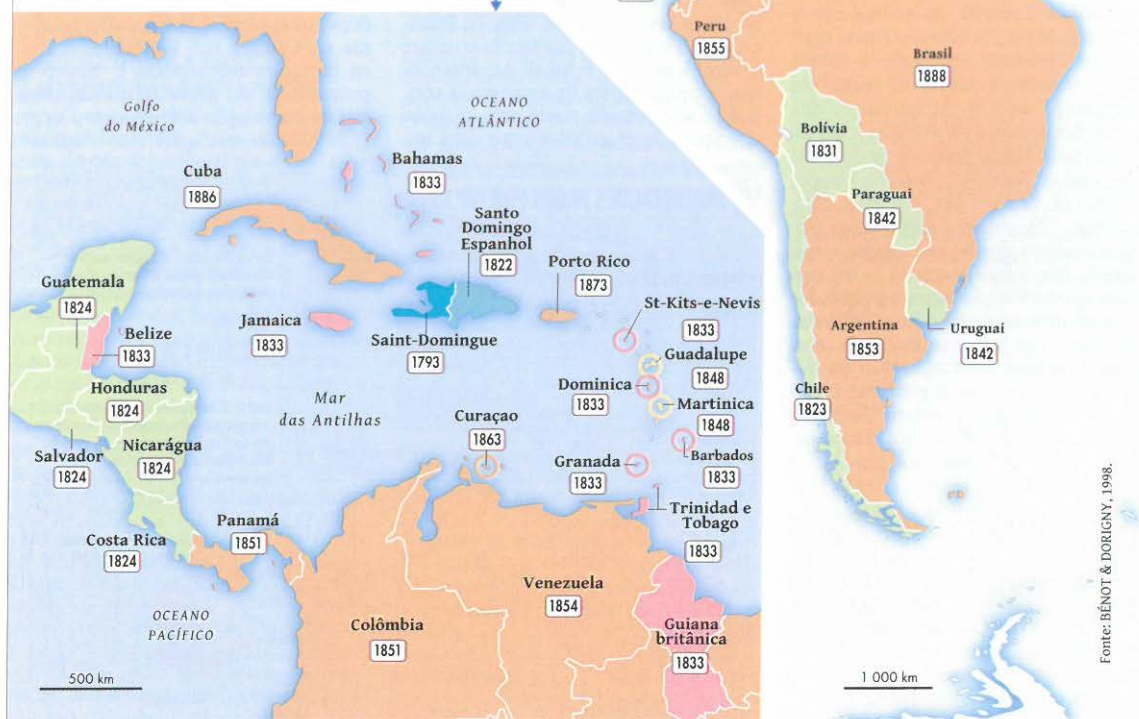 Golfo
do México
OCEANO
ATLÂNTICO
Cuba
1886
Bahamas
1833
Santo
Domingo
Espanhol
1822
Porto Rico
1873
St-Kits-e-Nevis
1833
Guatemala
1824
Belize
1833
Jamaica
1833
Saint-Domingue
1793
Guadalupe
1848
Dominica
1833
Martinica
1848
Honduras
1824
Mar
das Antilhas
Curaçao
1863
Salvador
1824
Nicarágua
1824
Granada
1833
Barbados
1833
Trinidad e
Tobago
1833
Costa Rica
1824
Panamá
1851
OCEANO
PACÍFICO
Colômbia
1851
Venezuela
1854
Guiana
britânica
1833
500 km
Peru
1855
Brasil
1888
Bolívia
1831
Paraguai
1842
Argentina
1853
Uruguai
1842
Chile
1823
1 000 km
Fonte: BÉNOT & DORIGNY, 1998.